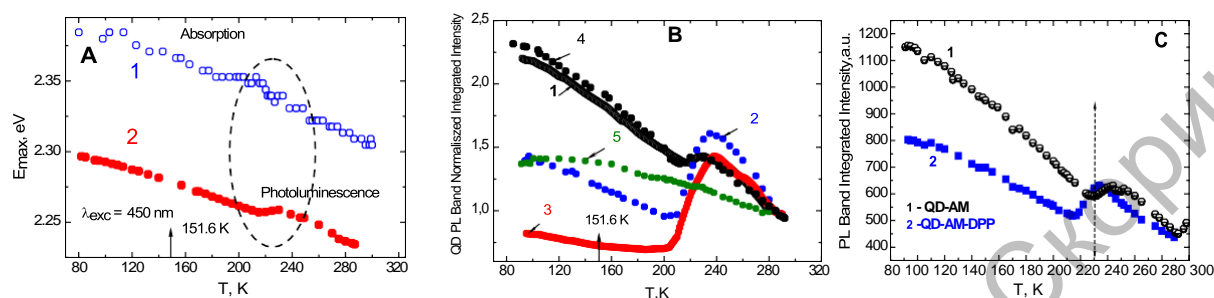 A
Absorption
1
2
Photoluminescence
λexc = 450 nm
151.6 K
Emax, eV
2.35
2.30
2.25
80 120 160 200 240 280 320
T, K
B
4
1
2
5
3
151.6 K
QD PL Band Normaliszed Integrated Intensity
2,5
2,0
1,5
1,0
80 120 160 200 240 280 320
T,K
C
1
2
1 - QD-AM
2 -QD-AM-DPP
PL Band Integrated Intensity,a.u.
1200
1100
1000
900
800
700
600
500
400
80 100 120 140 160 180 200 220 240 260 280 300
T, K
Скори